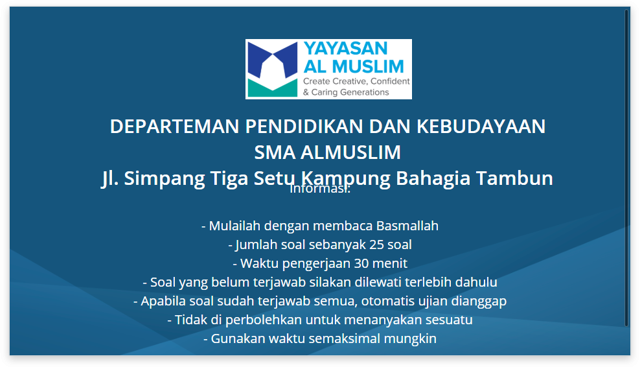 YAYASAN
AL MUSLIM
Create Creative, Confident
& Caring Generations
DEPARTEMAN PENDIDIKAN DAN KEBUDAYAAN
SMA ALMUSLIM
Jl. Simpang Tiga Setu Kampung Bahagia Tambun
Informasi:
- Mulailah dengan membaca Basmallah
- Jumlah soal sebanyak 25 soal
- Waktu pengerjaan 30 menit
- Soal yang belum terjawab silakan dilewati terlebih dahulu
- Apabila soal sudah terjawab semua, otomatis ujian dianggap
- Tidak di perbolehkan untuk menanyakan sesuatu
- Gunakan waktu semaksimal mungkin